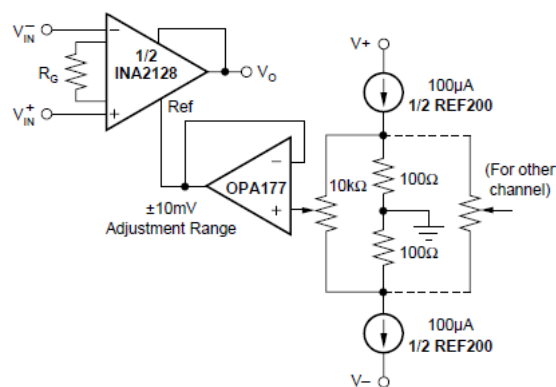 V−IN
RG
V+IN
−
1/2
INA2128
+
VO
Ref
−
OPA177
+
±10mV
Adjustment Range
V+
100µA
1/2 REF200
10kΩ
100Ω
100Ω
(For other
channel)
100µA
1/2 REF200
V−